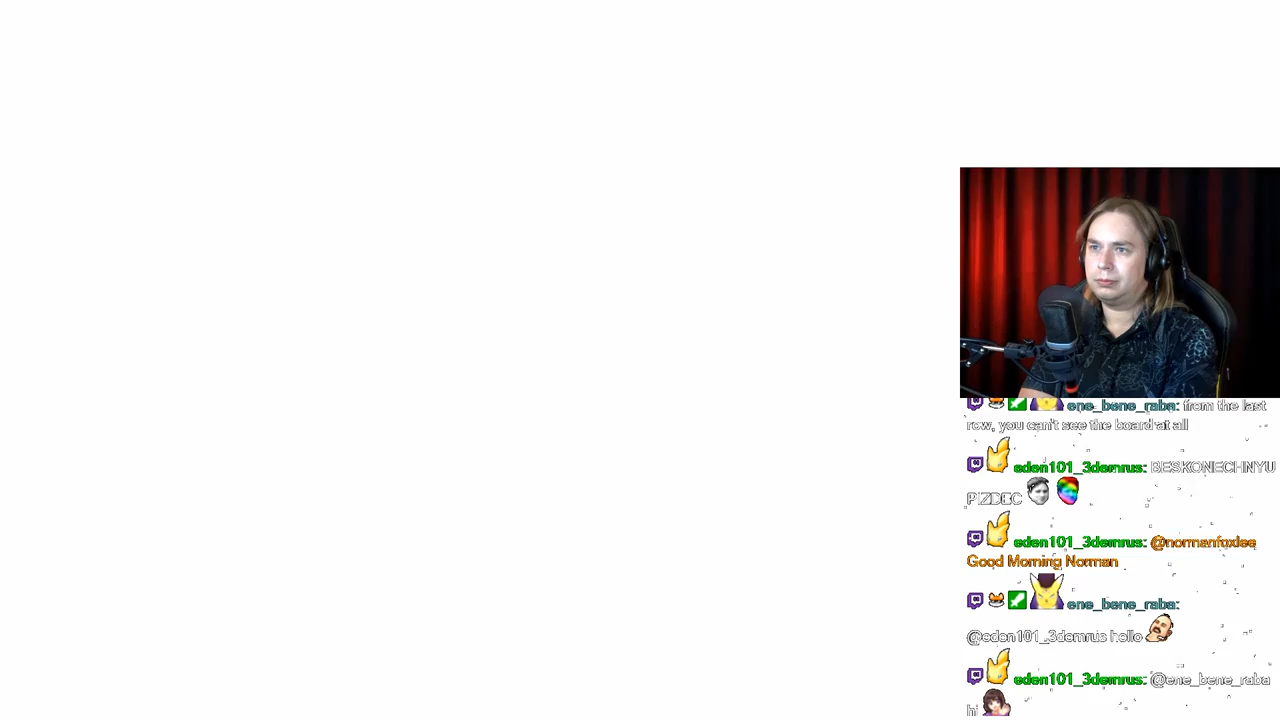 ene_bene_raba: from the last
row, you can't see the board at all
eden101_3demrus: BESKONECHNYU
PIZDEC
eden101_3demrus: @normanfoxlee
Good Morning Norman
ene_bene_raba:
@eden101_3demrus hello
eden101_3demrus: @ene_bene_raba
hi